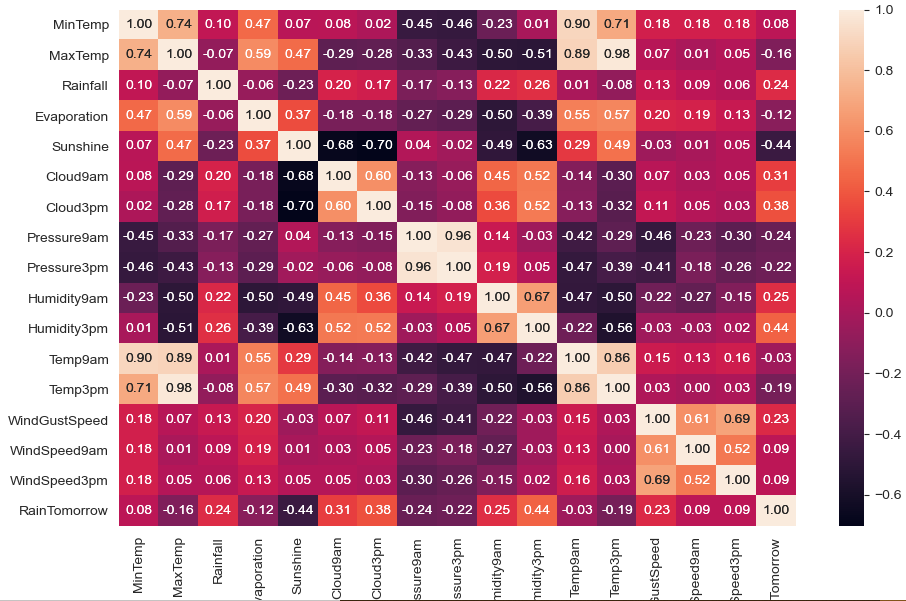 MinTemp 1.00 0.74 0.10 0.47 0.07 0.08 0.02 -0.45 -0.46 -0.23 0.01 0.90 0.71 0.18 0.18 0.18 0.08 1.0
MaxTemp 0.74 1.00 -0.07 0.59 0.47 -0.29 -0.28 -0.33 -0.43 -0.50 -0.51 0.89 0.98 0.07 0.01 0.05 -0.16
Rainfall 0.10 -0.07 1.00 -0.06 -0.23 0.20 0.17 -0.17 -0.13 0.22 0.26 0.01 -0.08 0.13 0.09 0.06 0.24 0.8
Evaporation 0.47 0.59 -0.06 1.00 0.37 -0.18 -0.18 -0.27 -0.29 -0.50 -0.39 0.55 0.57 0.20 0.19 0.13 -0.12 0.6
Sunshine 0.07 0.47 -0.23 0.37 1.00 -0.68 -0.70 0.04 -0.02 -0.49 -0.63 0.29 0.49 -0.03 0.01 0.05 -0.44
Cloud9am 0.08 -0.29 0.20 -0.18 -0.68 1.00 0.60 -0.13 -0.06 0.45 0.52 -0.14 -0.30 0.07 0.03 0.05 0.31 0.4
Cloud3pm 0.02 -0.28 0.17 -0.18 -0.70 0.60 1.00 -0.15 -0.08 0.36 0.52 -0.13 -0.32 0.11 0.05 0.03 0.38
Pressure9am -0.45 -0.33 -0.17 -0.27 0.04 -0.13 -0.15 1.00 0.96 0.14 -0.03 -0.42 -0.29 -0.46 -0.23 -0.30 -0.24 0.2
Pressure3pm -0.46 -0.43 -0.13 -0.29 -0.02 -0.06 -0.08 0.96 1.00 0.19 0.05 -0.47 -0.39 -0.41 -0.18 -0.26 -0.22
Humidity9am -0.23 -0.50 0.22 -0.50 -0.49 0.45 0.36 0.14 0.19 1.00 0.67 -0.47 -0.50 -0.22 -0.27 -0.15 0.25 0.0
Humidity3pm 0.01 -0.51 0.26 -0.39 -0.63 0.52 0.52 -0.03 0.05 0.67 1.00 -0.22 -0.56 -0.03 -0.03 0.02 0.44
Temp9am 0.90 0.89 0.01 0.55 0.29 -0.14 -0.13 -0.42 -0.47 -0.47 -0.22 1.00 0.86 0.15 0.13 0.16 -0.03
Temp3pm 0.71 0.98 -0.08 0.57 0.49 -0.30 -0.32 -0.29 -0.39 -0.50 -0.56 0.86 1.00 0.03 0.00 0.03 -0.19 −0.2
WindGustSpeed 0.18 0.07 0.13 0.20 -0.03 0.07 0.11 -0.46 -0.41 -0.22 -0.03 0.15 0.03 1.00 0.61 0.69 0.23 −0.4
WindSpeed9am 0.18 0.01 0.09 0.19 0.01 0.03 0.05 -0.23 -0.18 -0.27 -0.03 0.13 0.00 0.61 1.00 0.52 0.09
WindSpeed3pm 0.18 0.05 0.06 0.13 0.05 0.05 0.03 -0.30 -0.26 -0.15 0.02 0.16 0.03 0.69 0.52 1.00 0.09 −0.6
RainTomorrow 0.08 -0.16 0.24 -0.12 -0.44 0.31 0.38 -0.24 -0.22 0.25 0.44 -0.03 -0.19 0.23 0.09 0.09 1.00
MinTemp
MaxTemp
Rainfall
vaporation
Sunshine
Cloud9am
Cloud3pm
ssure9am
ssure3pm
midity9am
midity3pm
Temp9am
Temp3pm
GustSpeed
Speed9am
Speed3pm
Tomorrow